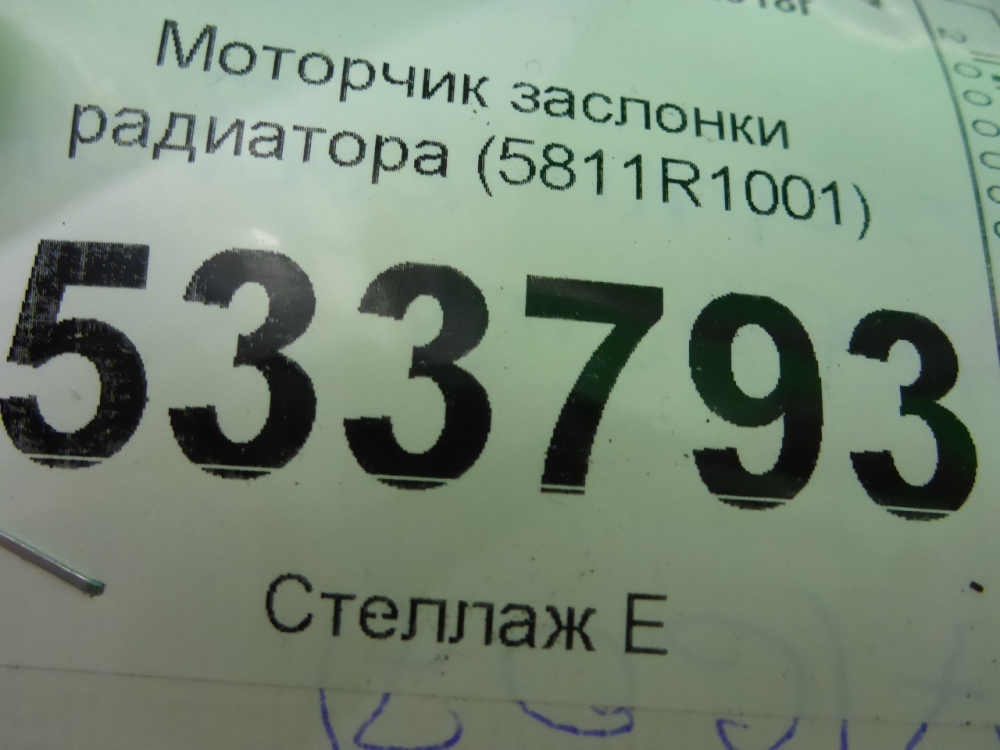 Моторчик заслонки
радиатора (5811R1001)
533793
Стеллаж Е